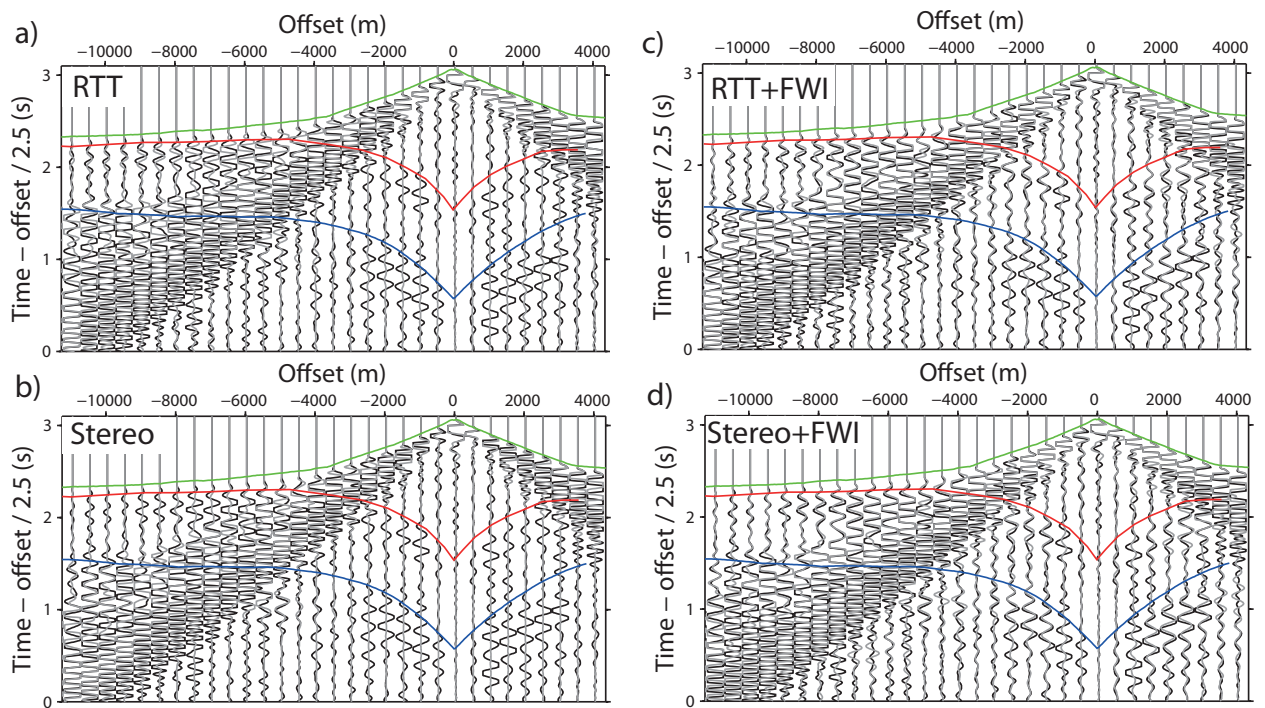 a)
Offset (m)
−10000 −8000 −6000 −4000 −2000 0 2000 4000
RTT
Time – offset / 2.5 (s)
3
2
1
0
c)
Offset (m)
−10000 −8000 −6000 −4000 −2000 0 2000 4000
RTT+FWI
Time – offset / 2.5 (s)
3
2
1
0
b)
Offset (m)
−10000 −8000 −6000 −4000 −2000 0 2000 4000
Stereo
Time – offset / 2.5 (s)
3
2
1
0
d)
Offset (m)
−10000 −8000 −6000 −4000 −2000 0 2000 4000
Stereo+FWI
Time – offset / 2.5 (s)
3
2
1
0